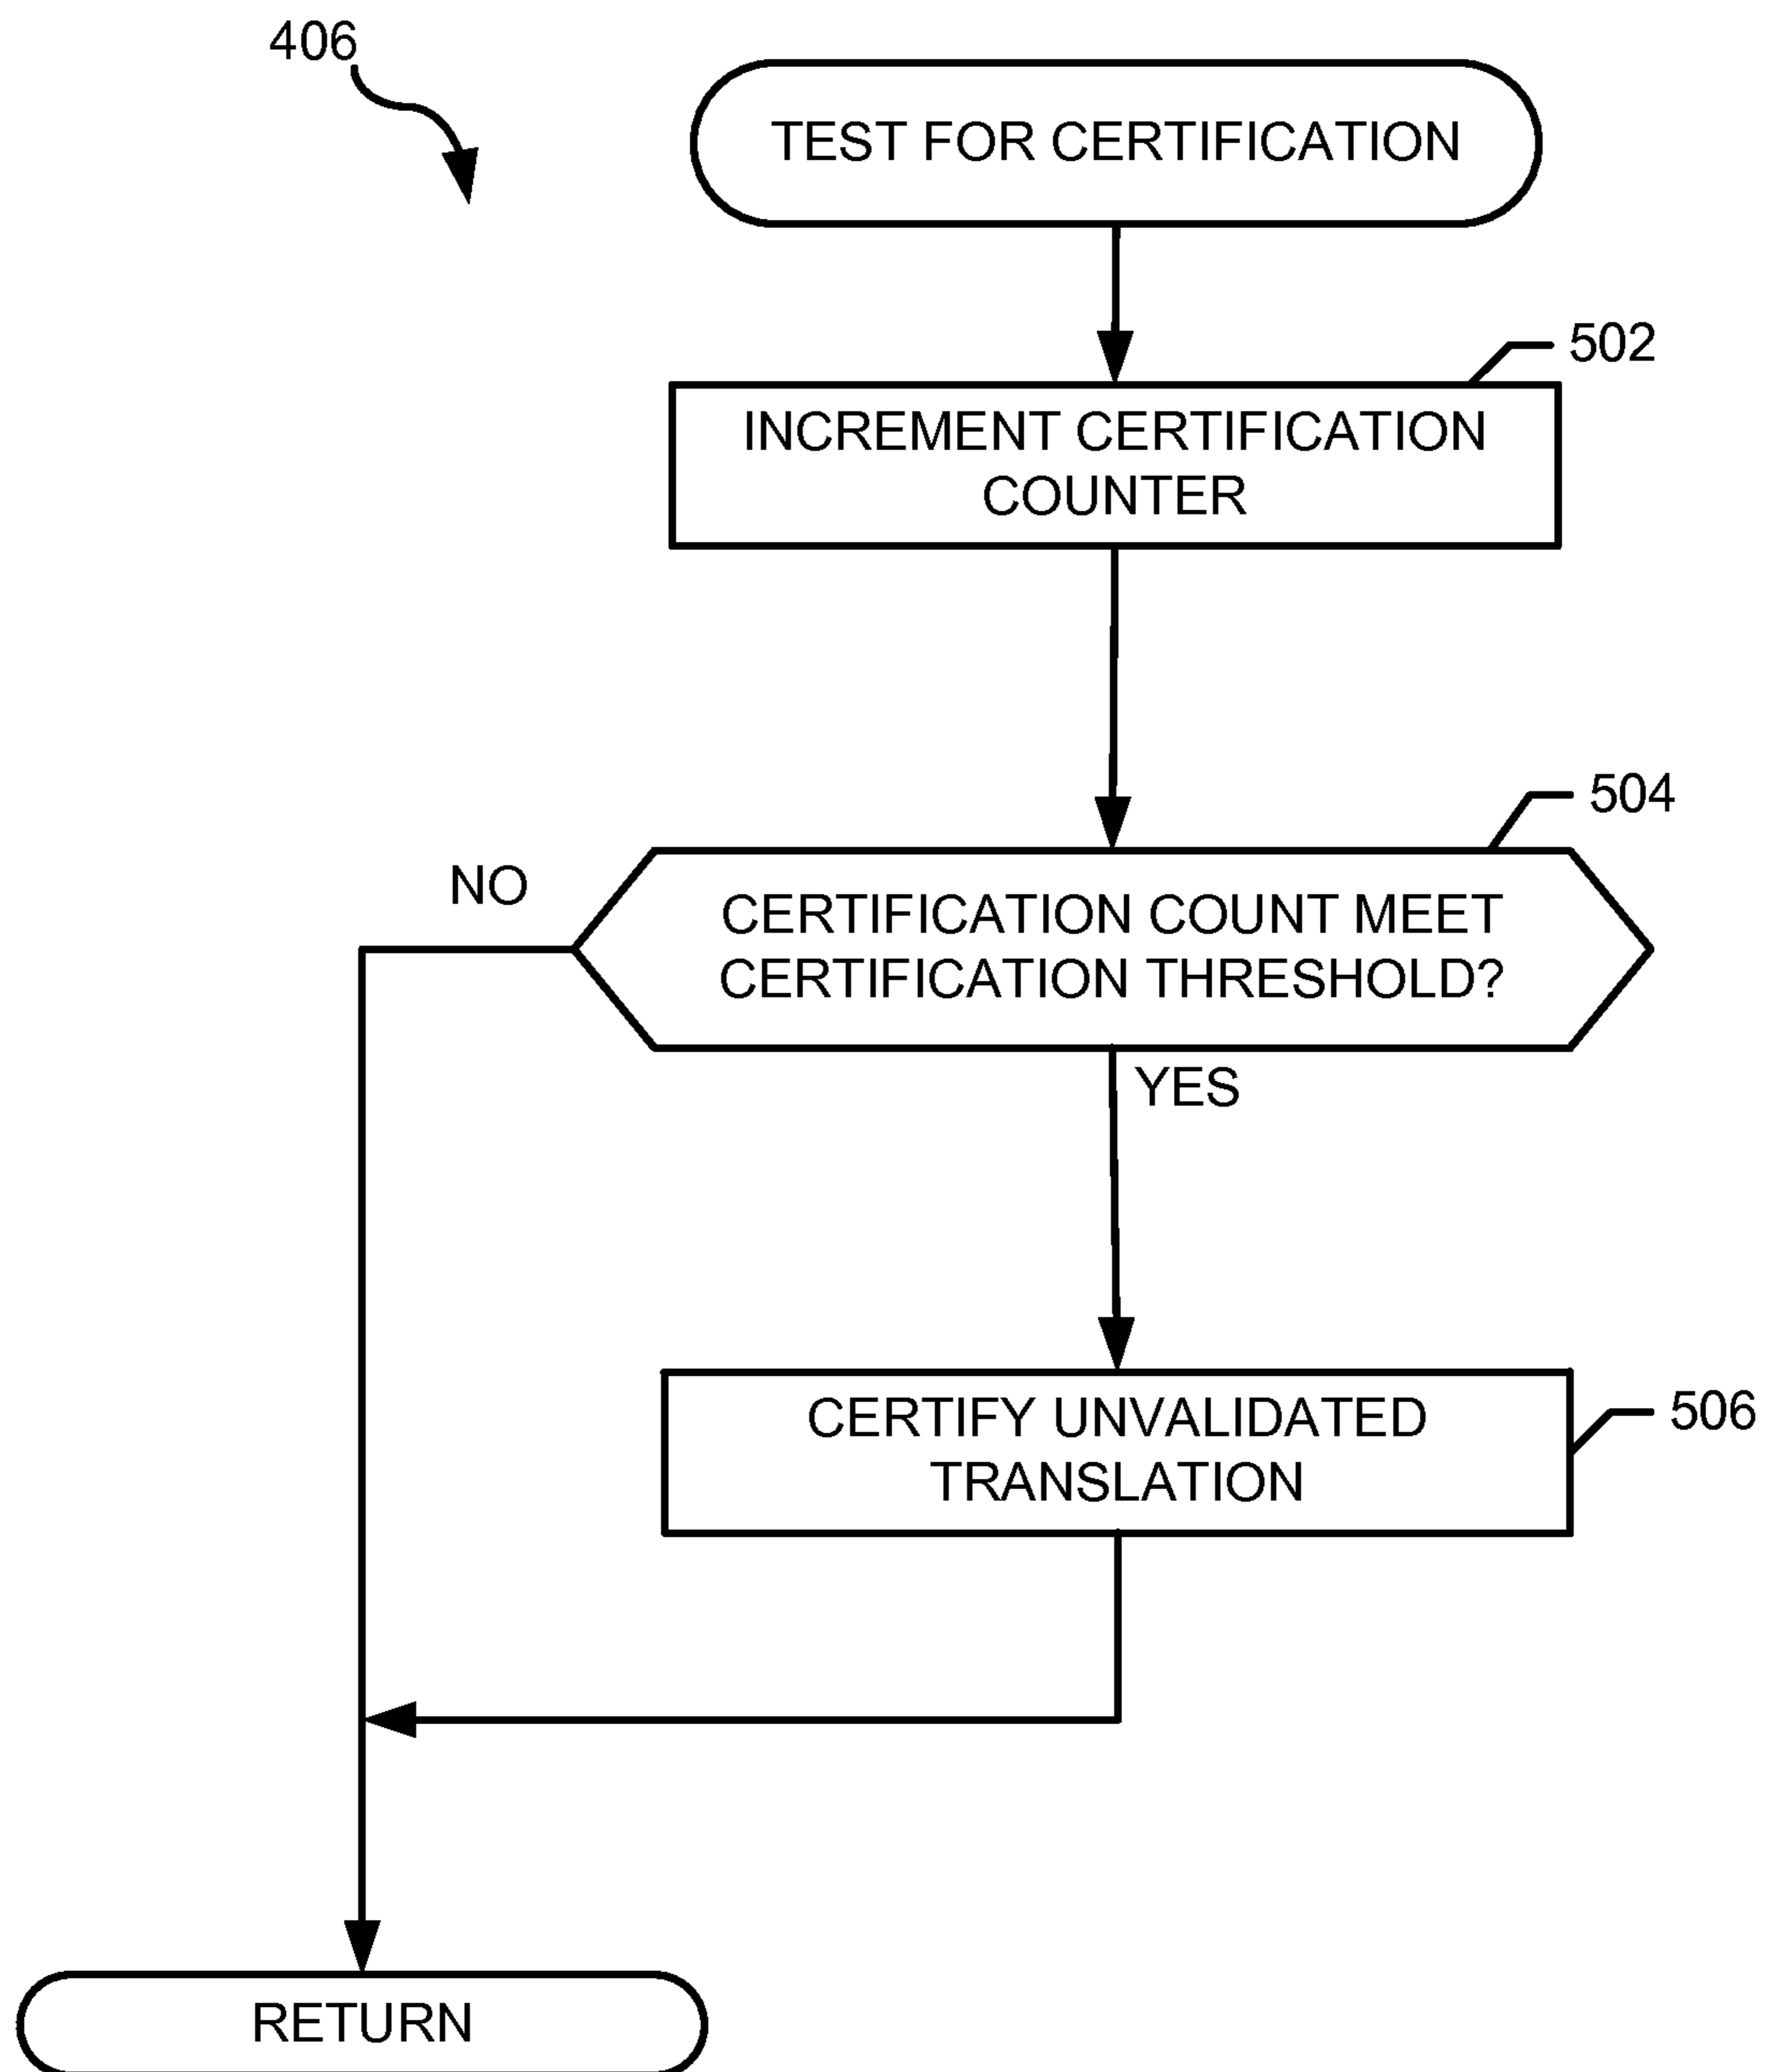 406
TEST FOR CERTIFICATION
502
INCREMENT CERTIFICATION
COUNTER
504
NO
CERTIFICATION COUNT MEET
CERTIFICATION THRESHOLD?
YES
CERTIFY UNVALIDATED
TRANSLATION
506
RETURN